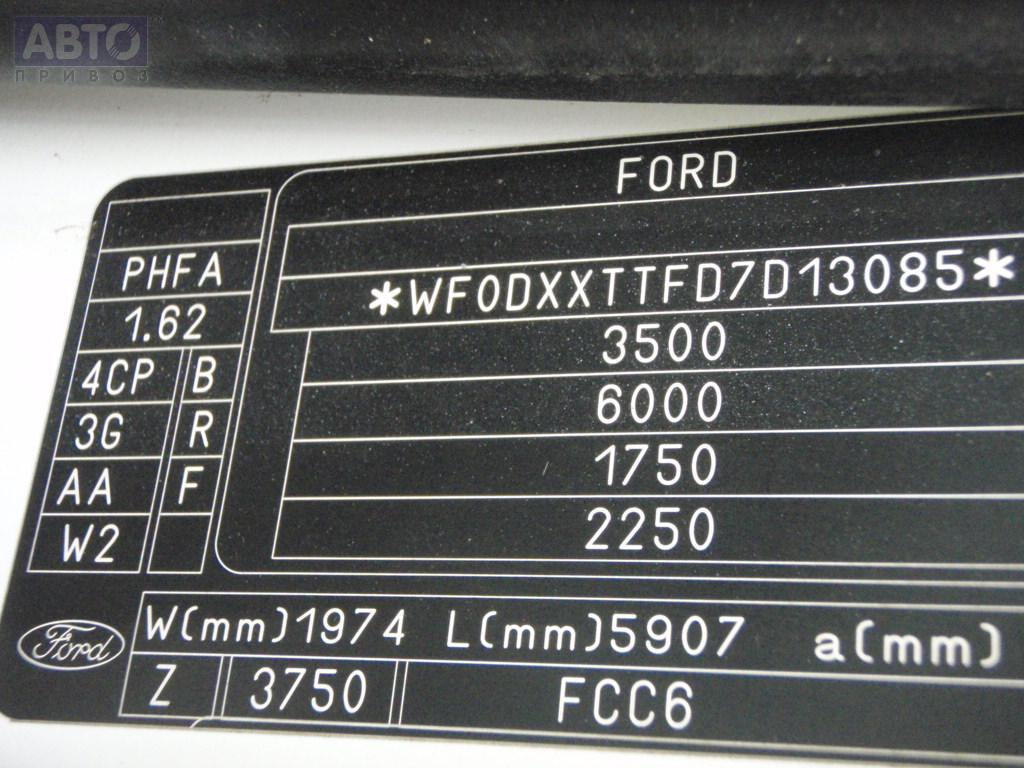 АВТО
ПРИВОЗ
FORD
PHFA
*WF0DXXTTFD7D13085*
1.62
3500
4CP B
6000
3G R
1750
AA F
2250
W2
Ford
W(mm)1974 L(mm)5907 a(mm)
Z 3750 FCC6